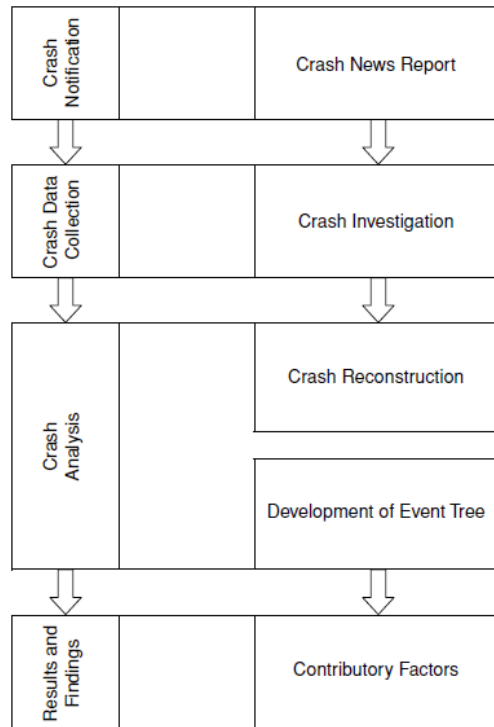 Crash
Notification
Crash News Report
Crash Data
Collection
Crash Investigation
Crash
Analysis
Crash Reconstruction
Development of Event Tree
Results and
Findings
Contributory Factors